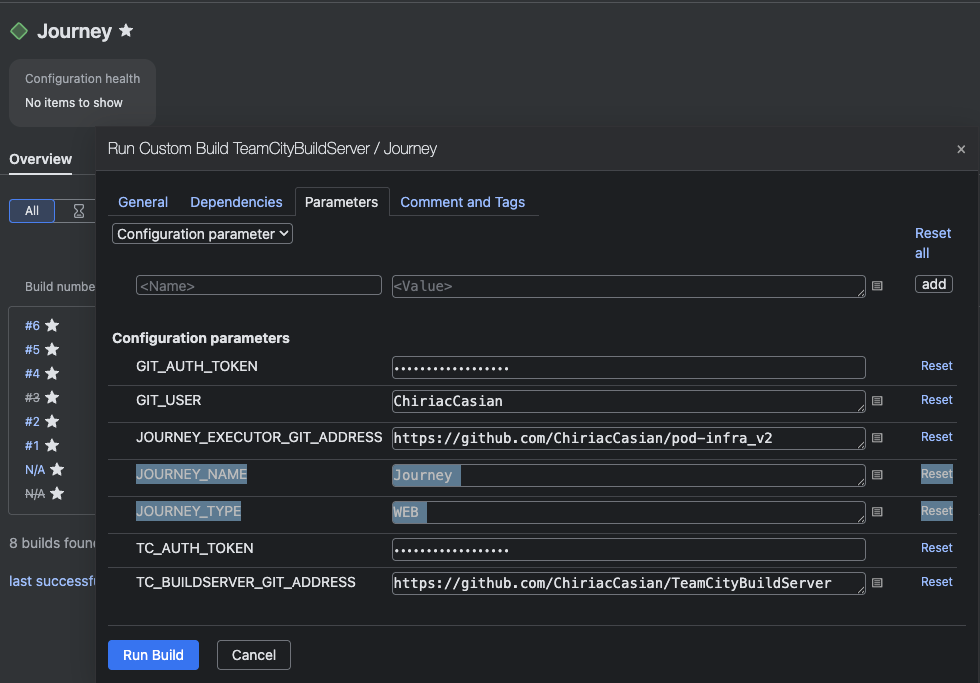 Journey
Configuration health
No items to show
Run Custom Build TeamCityBuildServer / Journey
×
Overview
General Dependencies Parameters Comment and Tags
All
Configuration parameter
Reset all
Build numbe
<Name> <Value> add
Configuration parameters
#6
#5
#4
#3
#2
#1
N/A
N/A
GIT_AUTH_TOKEN •••••••••••••••••• Reset
GIT_USER ChiriacCasian Reset
JOURNEY_EXECUTOR_GIT_ADDRESS https://github.com/ChiriacCasian/pod-infra_v2 Reset
JOURNEY_NAME Journey Reset
JOURNEY_TYPE WEB Reset
TC_AUTH_TOKEN •••••••••••••••••• Reset
TC_BUILDSERVER_GIT_ADDRESS https://github.com/ChiriacCasian/TeamCityBuildServer Reset
8 builds foun
last successf
Run Build Cancel